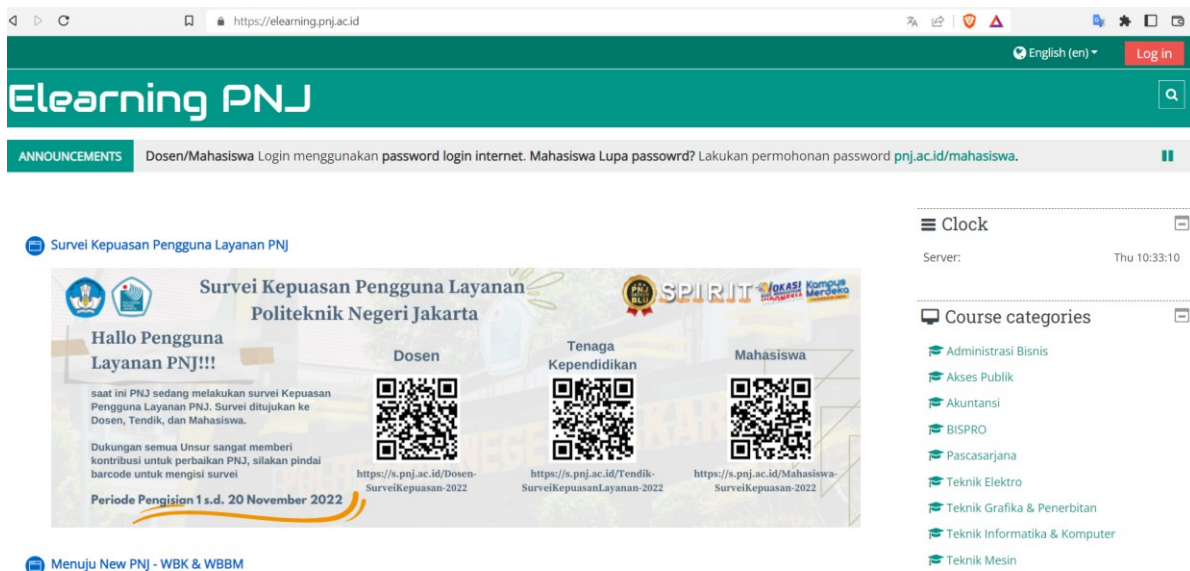 https://elearning.pnj.ac.id
English (en)
Log in
Elearning PNJ
ANNOUNCEMENTS
Dosen/Mahasiswa Login menggunakan password login internet. Mahasiswa Lupa passowrd? Lakukan permohonan password pnj.ac.id/mahasiswa.
Survei Kepuasan Pengguna Layanan PNJ
Survei Kepuasan Pengguna Layanan
Politeknik Negeri Jakarta
SPIRIT
Kampus
Merdeka
Hallo Pengguna
Layanan PNJ!!!
saat ini PNJ sedang melakukan survei Kepuasan
Pengguna Layanan PNJ. Survei ditujukan ke
Dosen, Tendik, dan Mahasiswa.
Dukungan semua Unsur sangat memberi
kontribusi untuk perbaikan PNJ, silakan pindai
barcode untuk mengisi survei
Periode Pengisian 1 s.d. 20 November 2022
Dosen
https://s.pnj.ac.id/Dosen-
SurveiKepuasan-2022
Tenaga
Kependidikan
https://s.pnj.ac.id/Tendik-
SurveiKepuasanLayanan-2022
Mahasiswa
https://s.pnj.ac.id/Mahasiswa-
SurveiKepuasan-2022
Menuju New PNJ - WBK & WBBM
Clock
Server:
Thu 10:33:10
Course categories
Administrasi Bisnis
Akses Publik
Akuntansi
BISPRO
Pascasarjana
Teknik Elektro
Teknik Grafika & Penerbitan
Teknik Informatika & Komputer
Teknik Mesin